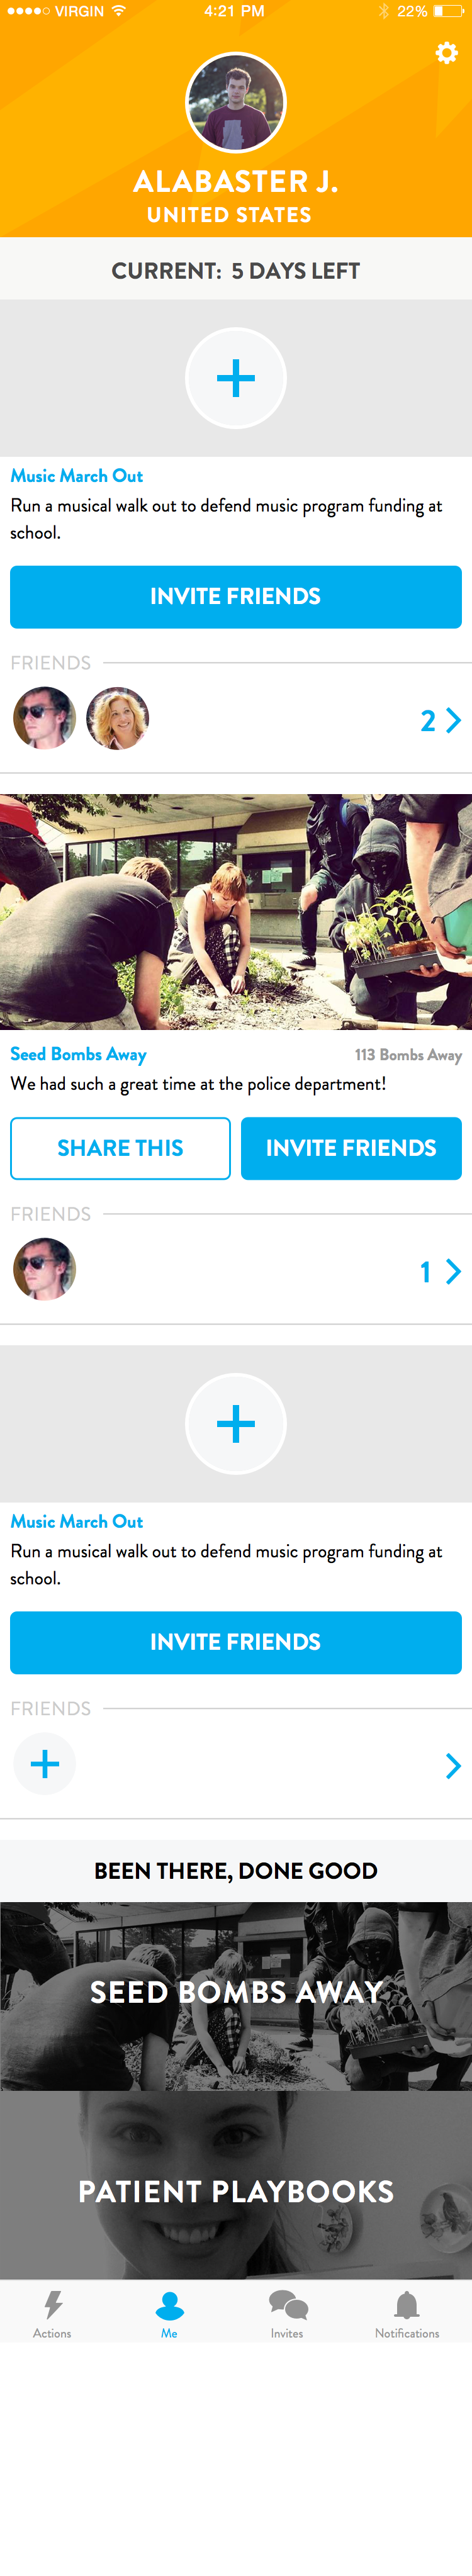 VIRGIN 4:21 PM 22%
ALABASTER J.
UNITED STATES
CURRENT: 5 DAYS LEFT
Music March Out
Run a musical walk out to defend music program funding at
school.
INVITE FRIENDS
FRIENDS
2
Seed Bombs Away 113 Bombs Away
We had such a great time at the police department!
SHARE THIS INVITE FRIENDS
FRIENDS
1
Music March Out
Run a musical walk out to defend music program funding at
school.
INVITE FRIENDS
FRIENDS
BEEN THERE, DONE GOOD
SEED BOMBS AWAY
PATIENT PLAYBOOKS
Actions Me Invites Notifications